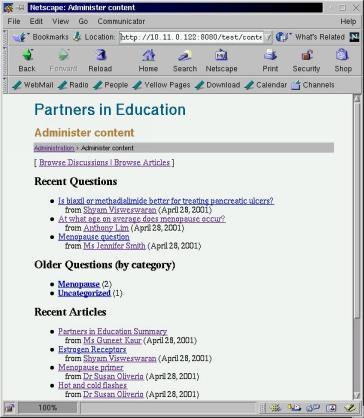 Netscape: Administer content
File Edit View Go Communicator Help
Bookmarks Location: http://10.11.0.122:8080/test/conte What's Related
Back Forward Reload Home Search Netscape Print Security Shop
WebMail Radio People Yellow Pages Download Calendar Channels
Partners in Education
Administer content
Administration > Administer content
[ Browse Discussions | Browse Articles ]
Recent Questions
Is biaxil or methadialimide better for treating pancreatic ulcers?
from Shyam Visweswaran (April 28, 2001)
At what age on average does menopause occur?
from Anthony Lim (April 28, 2001)
Menopause question
from Ms Jennifer Smith (April 28, 2001)
Older Questions (by category)
Menopause (2)
Uncategorized (1)
Recent Articles
Partners in Education Summary
from Ms Guneet Kaur (April 28, 2001)
Estrogen Receptors
from Shyam Visweswaran (April 28, 2001)
Menopause primer
from Dr Susan Oliverio (April 28, 2001)
Hot and cold flashes
from Dr Susan Oliverio (April 28, 2001)
100%